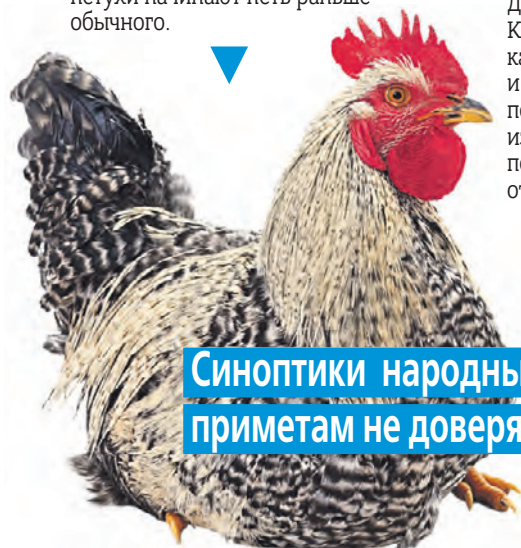 петухи начинают петь раньше
обычного.
Синоптики народны
приметам не доверя